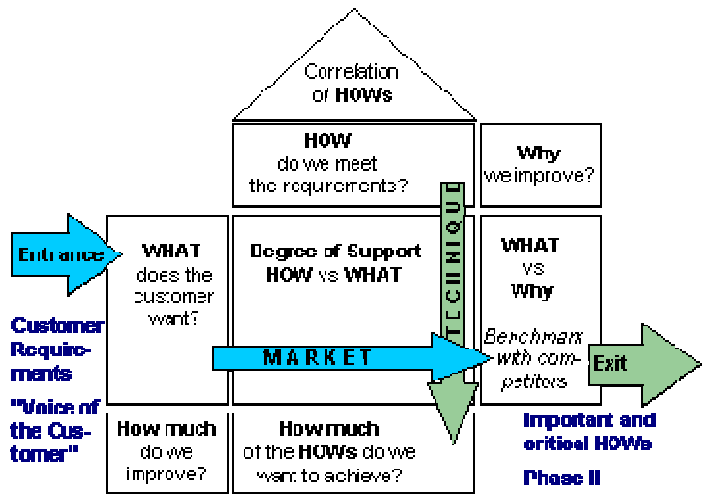 Correlation
of HOWs
HOW
do we meet
the requirements?
Why
we improve?
Entrance
WHAT
does the
customer
want?
Degree of Support
HOW vs WHAT
TECHNIQUE
WHAT
vs
Why
Customer
Require-
ments
"Voice of
the Cus-
tomer"
MARKET
Benchmark
with com-
petitors
Exit
How much
do we
improve?
How much
of the HOWs do we
want to achieve?
Important and
critical HOWs
Phase II